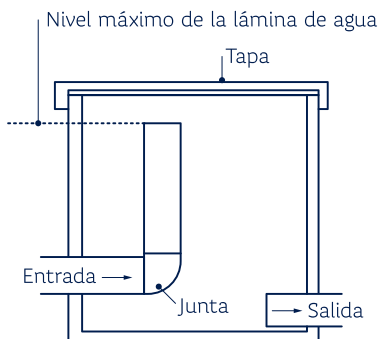 Nivel máximo de la lámina de agua
Tapa
Entrada
Junta
Salida